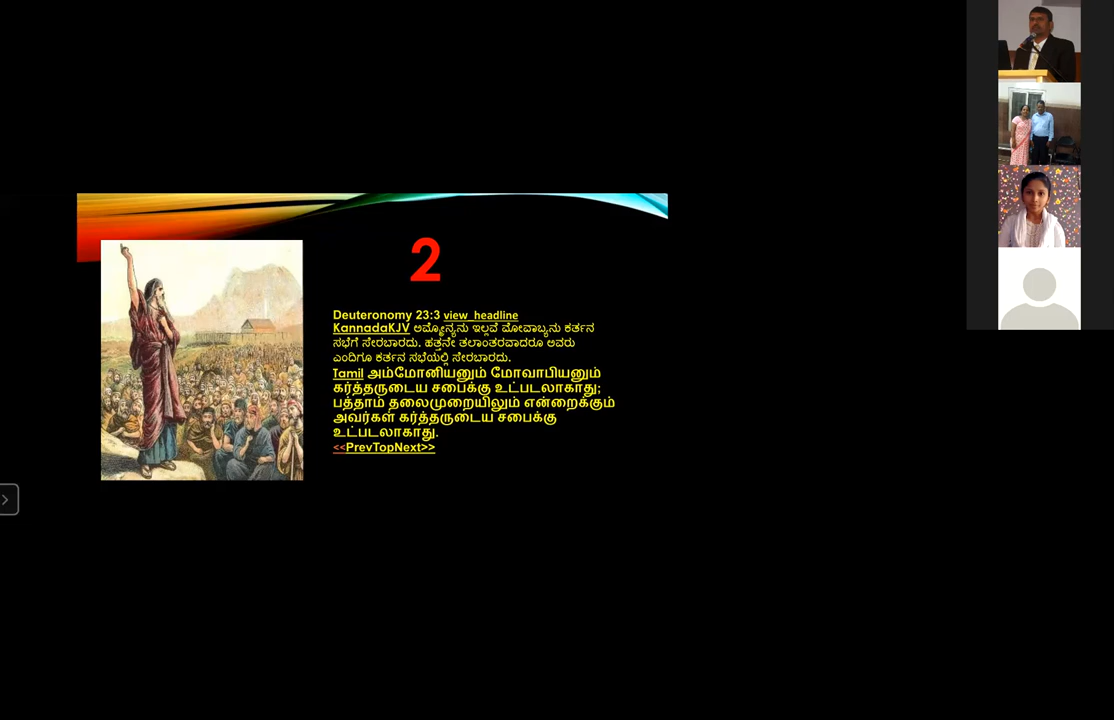 2
Deuteronomy 23:3 view_headline
KannadaKJV ಅಮ್ಮೋನ್ಯನು ಇಲ್ಲವೆ ಮೋವಾಬ್ಯನು ಕರ್ತನ
ಸಭೆಗೆ ಸೇರಬಾರದು. ಹತ್ತನೇ ತಲಾಂತರವಾದರೂ ಅವರು
ಎಂದಿಗೂ ಕರ್ತನ ಸಭೆಯಲ್ಲಿ ಸೇರಬಾರದು.
Tamil அம்மோனியனும் மோவாபியனும்
கர்த்தருடைய சபைக்கு உட்படலாகாது;
பத்தாம் தலைமுறையிலும் என்றைக்கும்
அவர்கள் கர்த்தருடைய சபைக்கு
உட்படலாகாது.
<<PrevTopNext>>